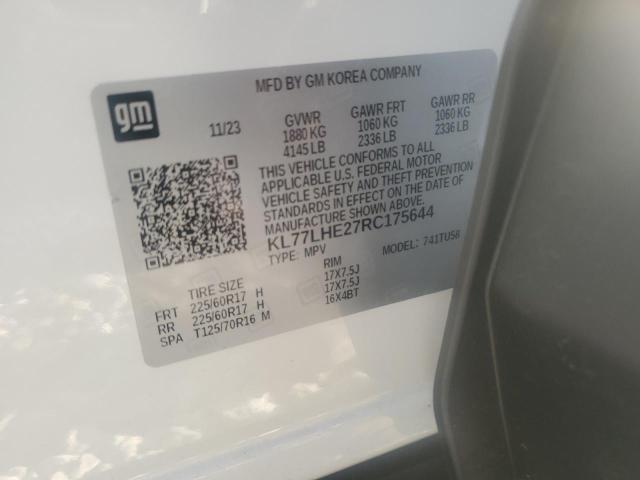 MFD BY GM KOREA COMPANY
gm
11/23
GVWR GAWR FRT GAWR RR
1880 KG 1060 KG 1060 KG
4145 LB 2336 LB 2336 LB
THIS VEHICLE CONFORMS TO ALL
APPLICABLE U.S. FEDERAL MOTOR
VEHICLE SAFETY AND THEFT PREVENTION
STANDARDS IN EFFECT ON THE DATE OF
MANUFACTURE SHOWN ABOVE.
KL77LHE27RC175644
TYPE: MPV MODEL: 741TU58
TIRE SIZE RIM
FRT 225/60R17 H 17X7.5J
RR 225/60R17 H 17X7.5J
SPA T125/70R16 M 16X4BT